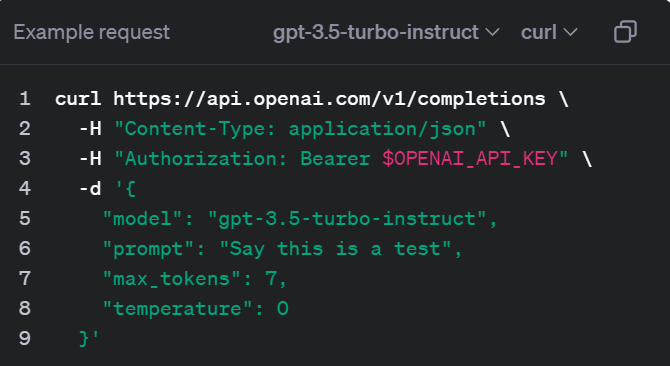 Example request gpt-3.5-turbo-instruct curl
1 curl https://api.openai.com/v1/completions \
2   -H "Content-Type: application/json" \
3   -H "Authorization: Bearer $OPENAI_API_KEY" \
4   -d '{
5     "model": "gpt-3.5-turbo-instruct",
6     "prompt": "Say this is a test",
7     "max_tokens": 7,
8     "temperature": 0
9   }'